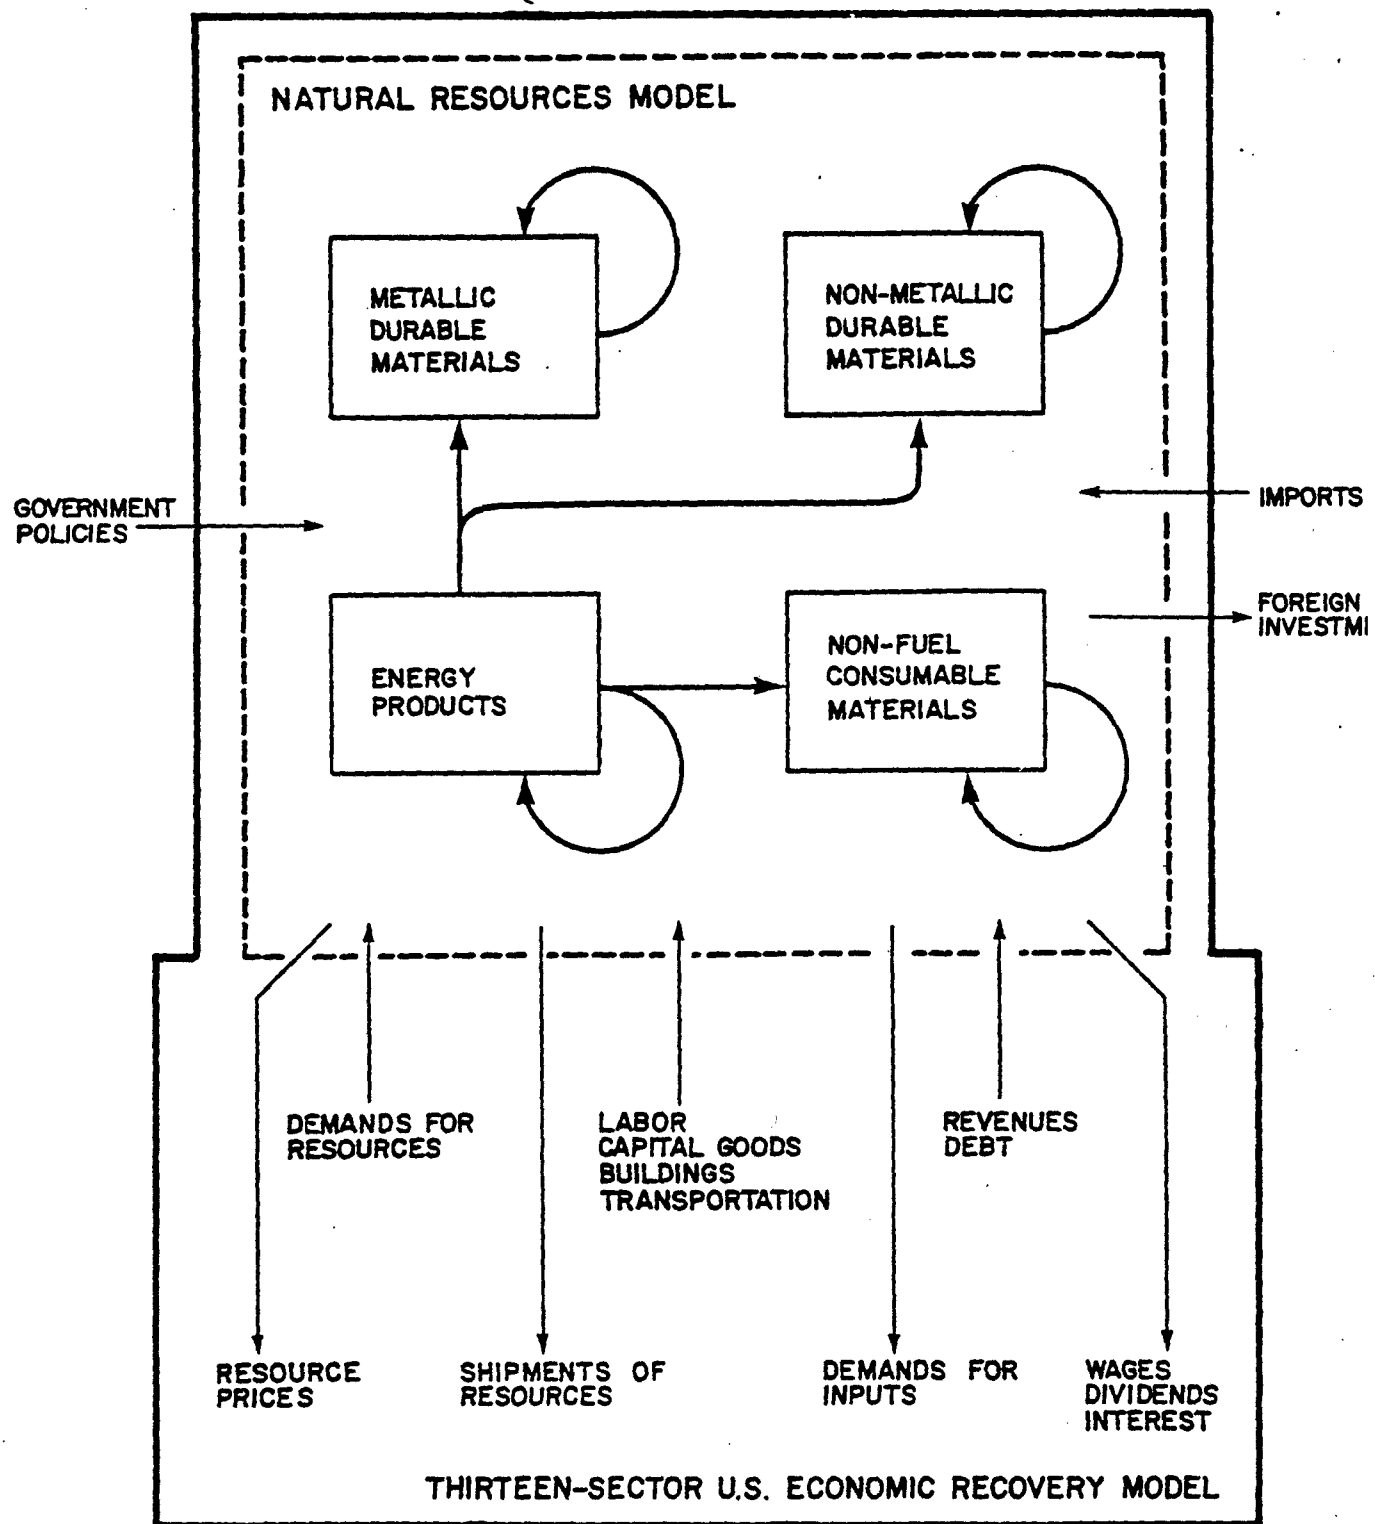 NATURAL RESOURCES MODEL
METALLIC
DURABLE
MATERIALS
NON-METALLIC
DURABLE
MATERIALS
GOVERNMENT
POLICIES
IMPORTS
FOREIGN
INVESTM
ENERGY
PRODUCTS
NON-FUEL
CONSUMABLE
MATERIALS
DEMANDS FOR
RESOURCES
LABOR
CAPITAL GOODS
BUILDINGS
TRANSPORTATION
REVENUES
DEBT
RESOURCE
PRICES
SHIPMENTS OF
RESOURCES
DEMANDS FOR
INPUTS
WAGES
DIVIDENDS
INTEREST
THIRTEEN-SECTOR U.S. ECONOMIC RECOVERY MODEL